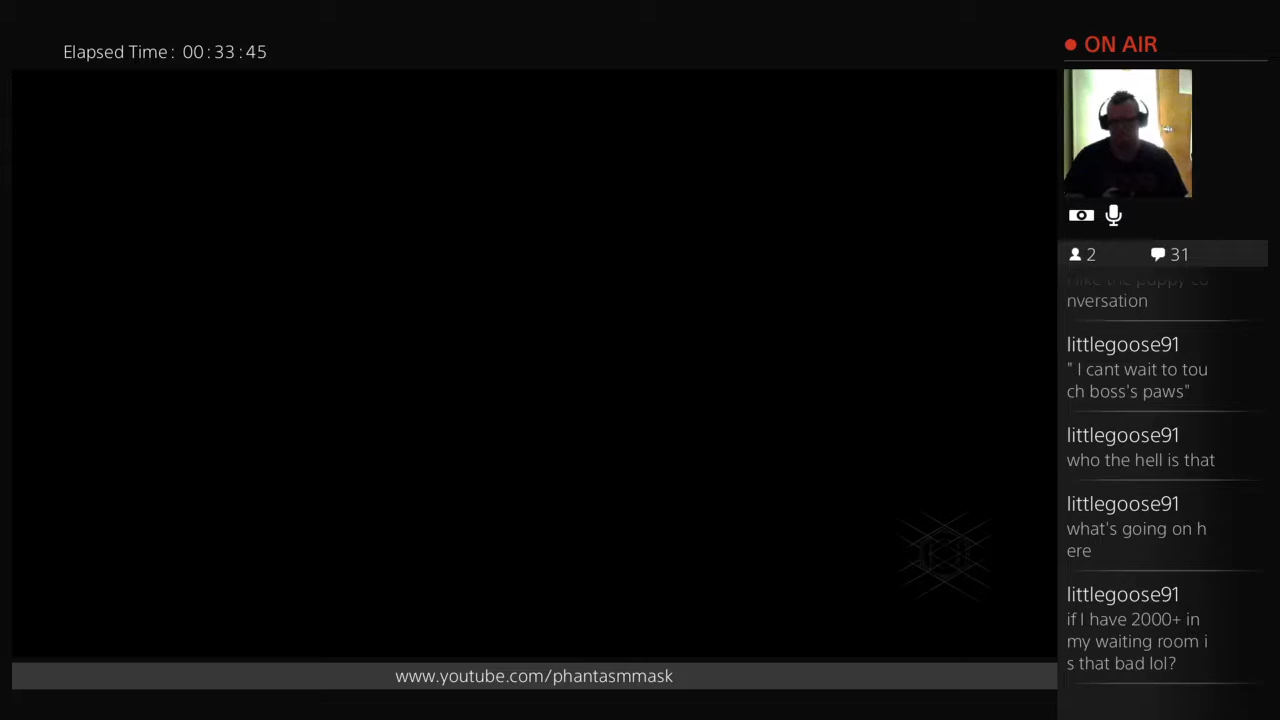 Elapsed Time: 00:33:45
ON AIR
2
31
nversation
littlegoose91
" I cant wait to tou
ch boss's paws"
littlegoose91
who the hell is that
littlegoose91
what's going on h
ere
littlegoose91
if I have 2000+ in
my waiting room i
s that bad lol?
www.youtube.com/phantasmmask